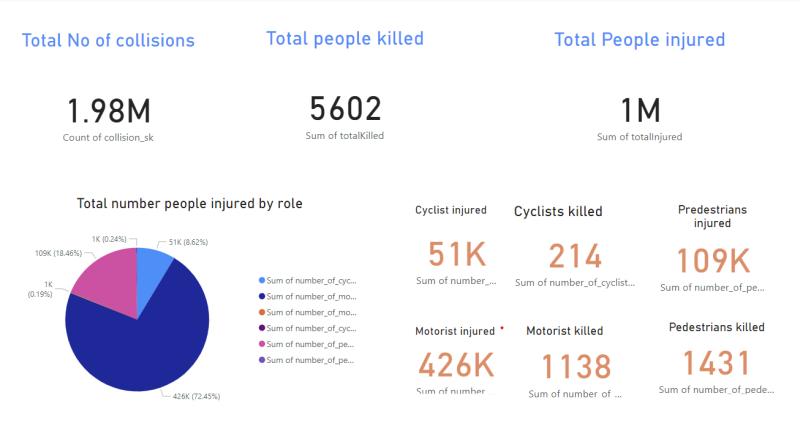 Total No of collisions
Total people killed
Total People injured
1.98M
Count of collision_sk
5602
Sum of totalKilled
1M
Sum of totalInjured
Total number people injured by role
1K (0.24%)
51K (8.62%)
109K (18.46%)
1K
(0.19%)
426K (72.45%)
Sum of number_of_cyc...
Sum of number_of_mo...
Sum of number_of_mo...
Sum of number_of_cyc...
Sum of number_of_pe...
Sum of number_of_pe...
Cyclist injured
51K
Sum of number_...
Cyclists killed
214
Sum of number_of_cyclist...
Predestrians
injured
109K
Sum of number_of_pe...
Motorist injured *
426K
Sum of number_...
Motorist killed
1138
Sum of number_of_...
Pedestrians killed
1431
Sum of number_of_pede...